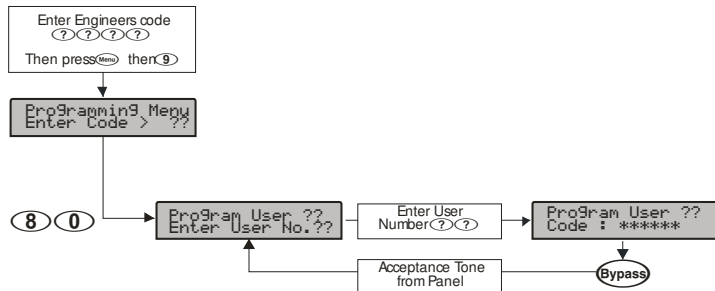 Enter Engineers code
? ? ? ?
Then press Menu then 9
Programming Menu
Enter Code > ??
8 0
Program User ??
Enter User No.??
Enter User
Number ? ?
Program User ??
Code : ******
Acceptance Tone
from Panel
Bypass